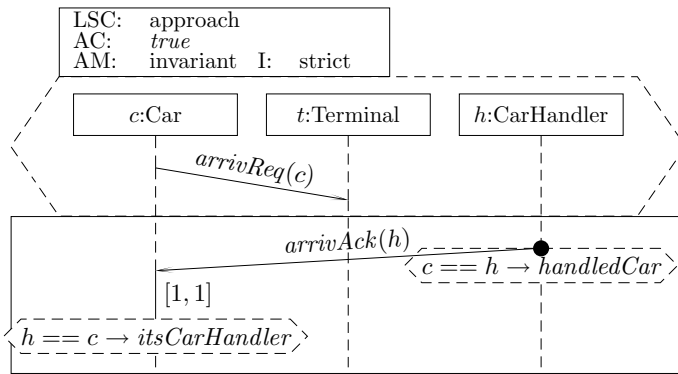 LSC: approach
AC: true
AM: invariant I: strict
c:Car t:Terminal h:CarHandler
arrivReq(c)
arrivAck(h)
c == h → handledCar
[1, 1]
h == c → itsCarHandler